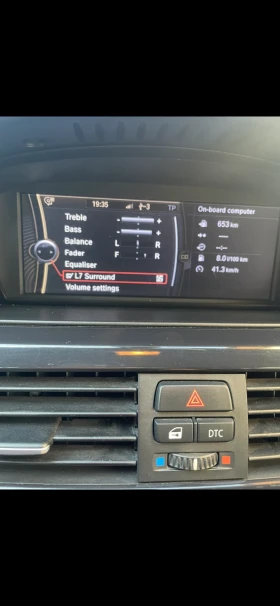 19:35
TP
Treble - +
Bass - +
Balance L R
Fader F R
Equaliser
L7 Surround
Volume settings
On-board computer
653 km
--:--
8.0 l/100 km
41.3 km/h
DTC